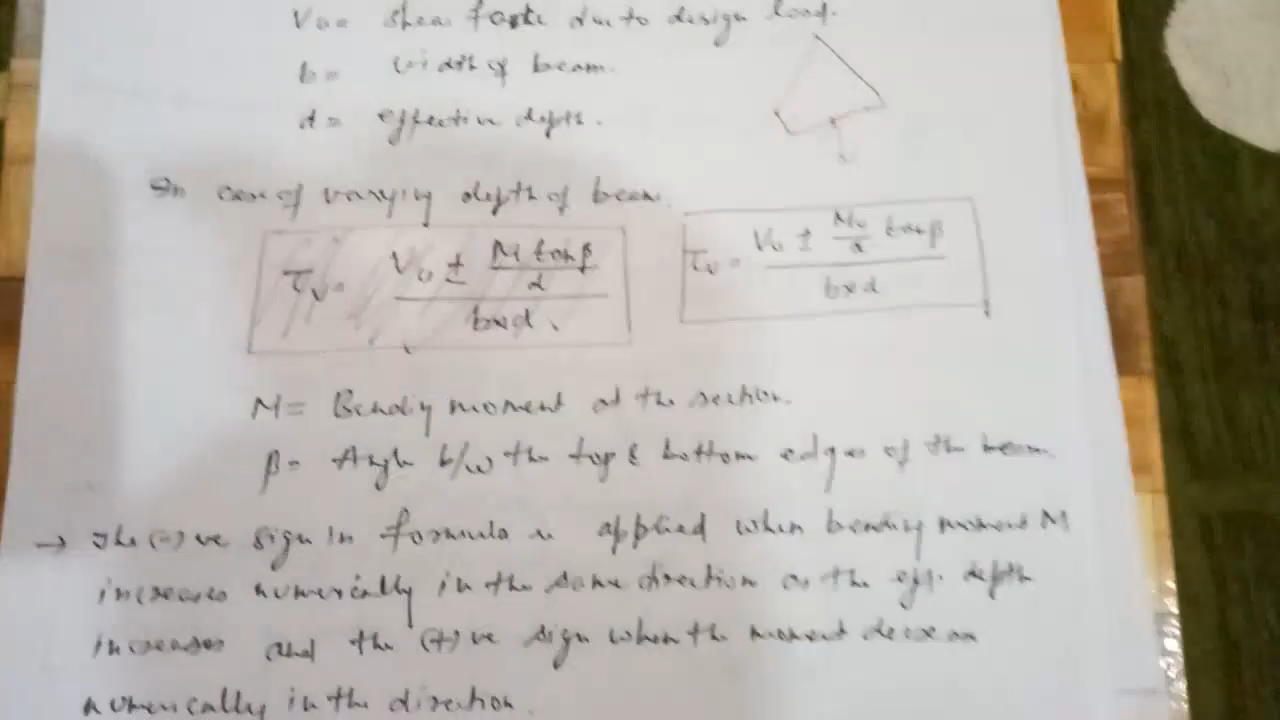 Vu = shear force due to design load.
b = width of beam.
d = effective depth.
In case of varying depth of beam.
τv = (Vu ± (M tanβ)/d) / (b×d)
τv = (Vu ± (Mu/d) tanβ) / (b×d)
M = Bending moment at the section.
β = Angle b/w the top & bottom edges of the beam
→ The (-)ve sign in formula is applied when bending moment M
increases numerically in the same direction as the eff. depth
increases and the (+)ve sign when the moment decrean
numerically in the direction.